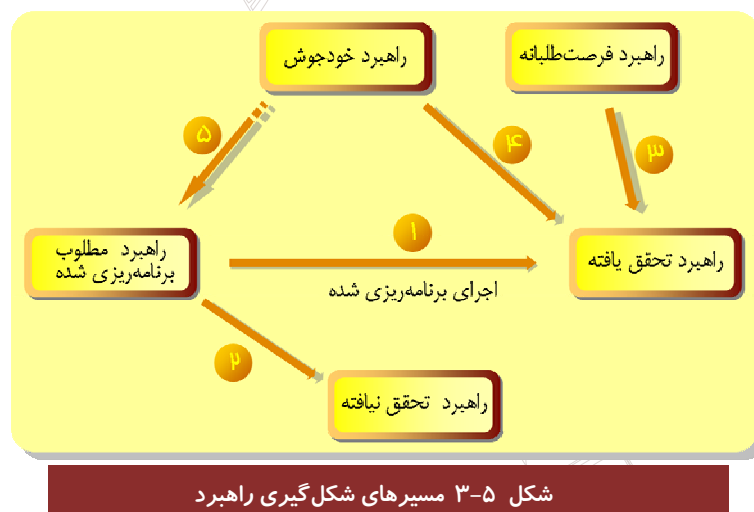 راهبرد خودجوش
راهبرد فرصت‌طلبانه
۵
۴
۳
۱
راهبرد مطلوب
برنامه‌ریزی شده
راهبرد تحقق یافته
اجرای برنامه‌ریزی شده
۲
راهبرد تحقق نیافته
شکل ۵-۳ مسیرهای شکل‌گیری راهبرد